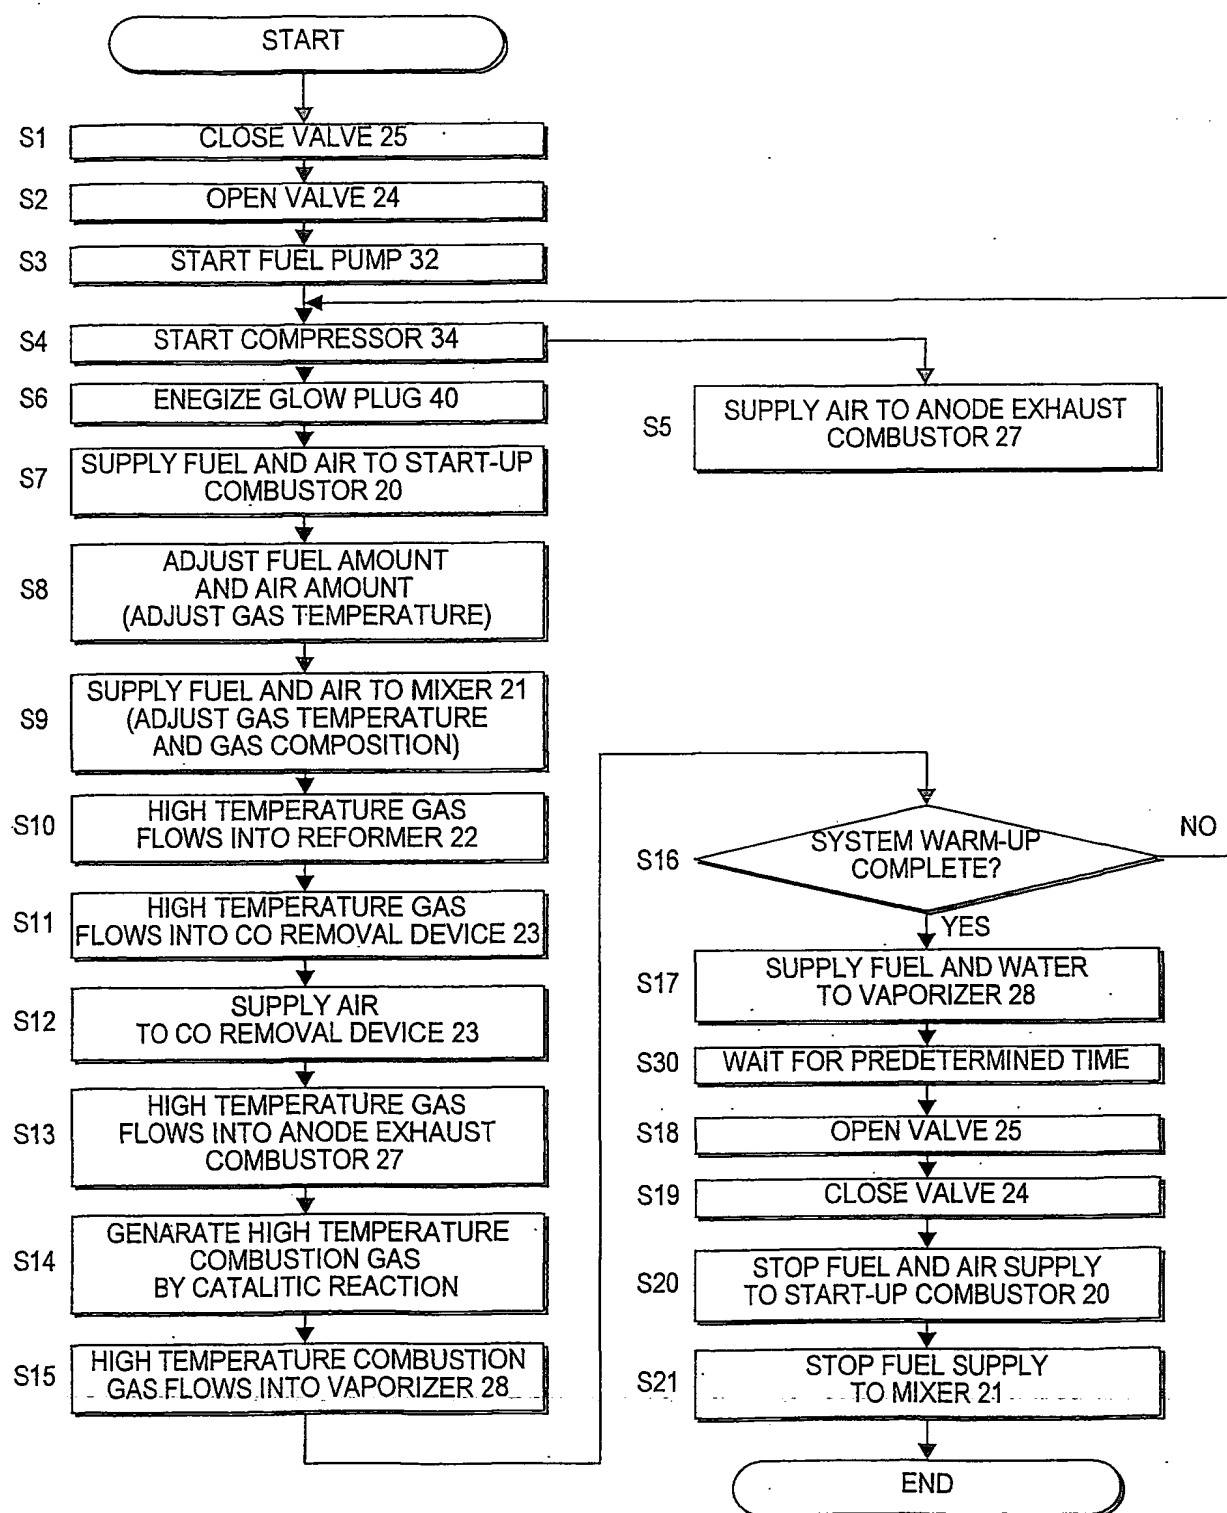 START
S1
CLOSE VALVE 25
S2
OPEN VALVE 24
S3
START FUEL PUMP 32
S4
START COMPRESSOR 34
S5
SUPPLY AIR TO ANODE EXHAUST
COMBUSTOR 27
S6
ENEGIZE GLOW PLUG 40
S7
SUPPLY FUEL AND AIR TO START-UP
COMBUSTOR 20
S8
ADJUST FUEL AMOUNT
AND AIR AMOUNT
(ADJUST GAS TEMPERATURE)
S9
SUPPLY FUEL AND AIR TO MIXER 21
(ADJUST GAS TEMPERATURE
AND GAS COMPOSITION)
S10
HIGH TEMPERATURE GAS
FLOWS INTO REFORMER 22
S11
HIGH TEMPERATURE GAS
FLOWS INTO CO REMOVAL DEVICE 23
S12
SUPPLY AIR
TO CO REMOVAL DEVICE 23
S13
HIGH TEMPERATURE GAS
FLOWS INTO ANODE EXHAUST
COMBUSTOR 27
S14
GENARATE HIGH TEMPERATURE
COMBUSTION GAS
BY CATALITIC REACTION
S15
HIGH TEMPERATURE COMBUSTION
GAS FLOWS INTO VAPORIZER 28
S16
SYSTEM WARM-UP
COMPLETE?
NO
YES
S17
SUPPLY FUEL AND WATER
TO VAPORIZER 28
S30
WAIT FOR PREDETERMINED TIME
S18
OPEN VALVE 25
S19
CLOSE VALVE 24
S20
STOP FUEL AND AIR SUPPLY
TO START-UP COMBUSTOR 20
S21
STOP FUEL SUPPLY
TO MIXER 21
END